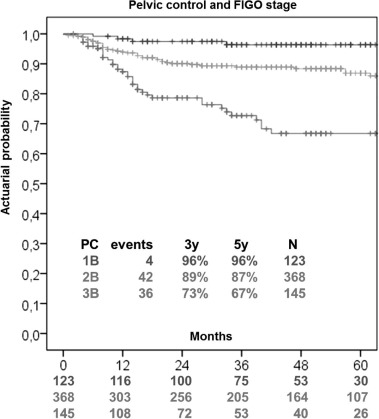 Pelvic control and FIGO stage
Actuarial probability
1,0
0,9
0,8
0,7
0,6
0,5
0,4
0,3
0,2
0,1
0,0
PC events 3y 5y N
1B 4 96% 96% 123
2B 42 89% 87% 368
3B 36 73% 67% 145
Months
0 12 24 36 48 60
123 116 100 75 53 30
368 303 256 205 164 107
145 108 72 53 40 26